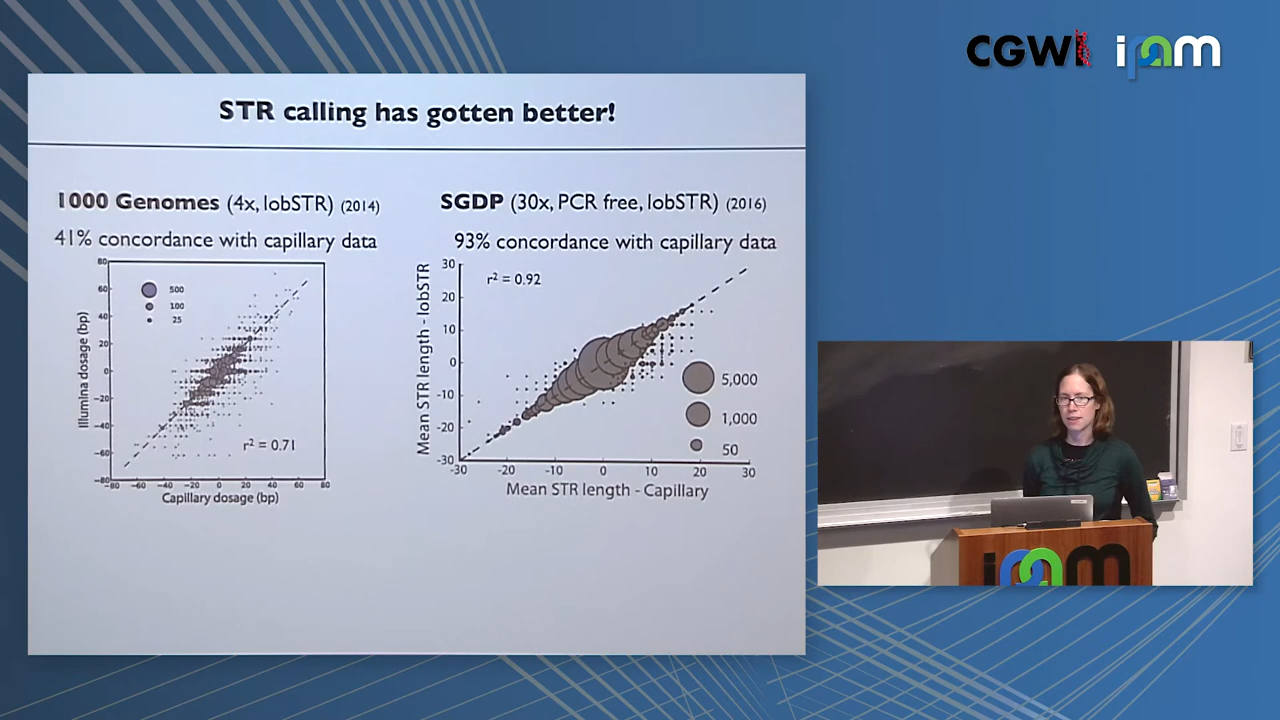 CGWI ipam
STR calling has gotten better!
1000 Genomes (4x, lobSTR) (2014)
41% concordance with capillary data
80
60
40
20
0
−20
−40
−60
−80
−80 −60 −40 −20 0 20 40 60 80
Illumina dosage (bp)
Capillary dosage (bp)
500
100
25
r² = 0.71
SGDP (30x, PCR free, lobSTR) (2016)
93% concordance with capillary data
30
20
10
0
-10
-20
-30
-30 -20 -10 0 10 20 30
Mean STR length - lobSTR
Mean STR length - Capillary
r² = 0.92
5,000
1,000
50
ipam